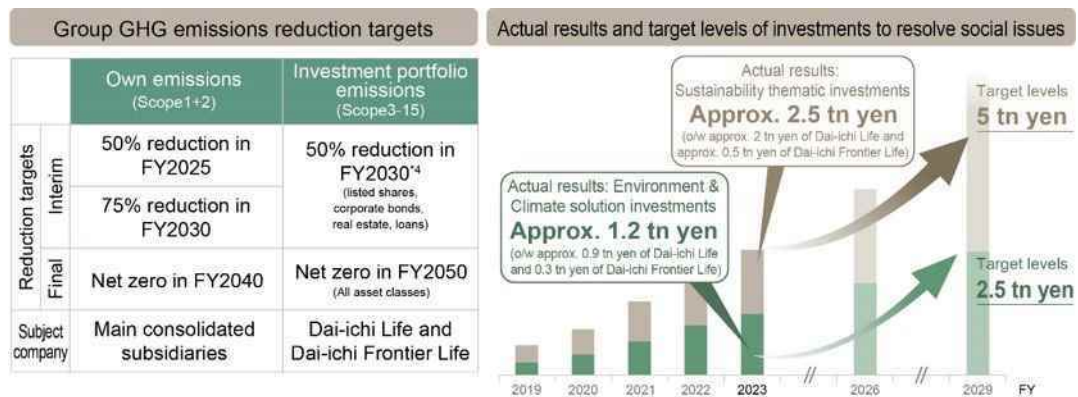 Group GHG emissions reduction targets
Own emissions
(Scope1+2)
Investment portfolio
emissions
(Scope3-15)
Reduction targets
Interim
50% reduction in
FY2025
75% reduction in
FY2030
50% reduction in
FY2030*4
(listed shares,
corporate bonds,
real estate, loans)
Final
Net zero in FY2040
Net zero in FY2050
(All asset classes)
Subject
company
Main consolidated
subsidiaries
Dai-ichi Life and
Dai-ichi Frontier Life
Actual results and target levels of investments to resolve social issues
Actual results:
Sustainability thematic investments
Approx. 2.5 tn yen
(o/w approx. 2 tn yen of Dai-ichi Life and
approx. 0.5 tn yen of Dai-ichi Frontier Life)
Actual results: Environment &
Climate solution investments
Approx. 1.2 tn yen
(o/w approx. 0.9 tn yen of Dai-ichi Life
and 0.3 tn yen of Dai-ichi Frontier Life)
Target levels
5 tn yen
Target levels
2.5 tn yen
2019 2020 2021 2022 2023 // 2026 // 2029 FY